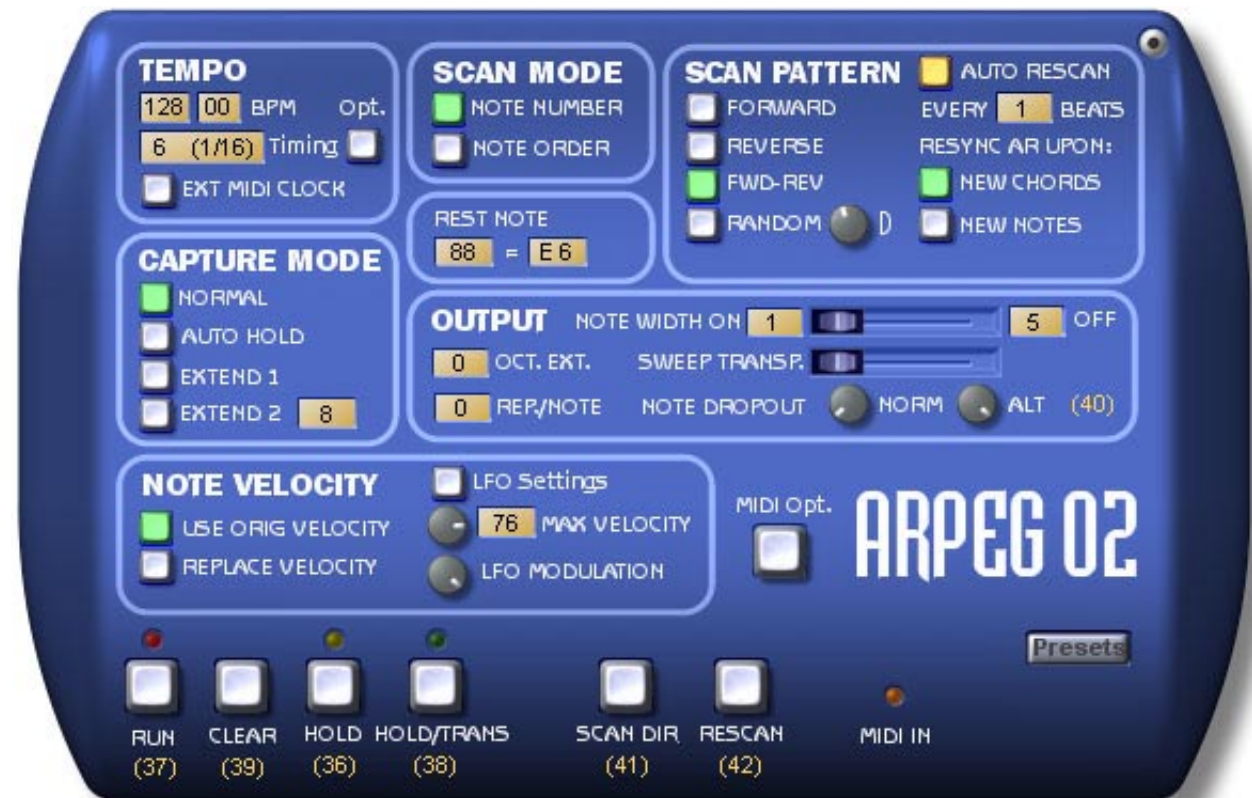 TEMPO
128 00 BPM Opt.
6 (1/16) Timing
EXT MIDI CLOCK
SCAN MODE
NOTE NUMBER
NOTE ORDER
SCAN PATTERN
FORWARD
REVERSE
FWD-REV
RANDOM D
AUTO RESCAN
EVERY 1 BEATS
RESYNC AR UPON:
NEW CHORDS
NEW NOTES
REST NOTE
88 = E 6
CAPTURE MODE
NORMAL
AUTO HOLD
EXTEND 1
EXTEND 2 8
OUTPUT NOTE WIDTH ON 1 5 OFF
0 OCT. EXT. SWEEP TRANSP.
0 REP./NOTE NOTE DROPOUT NORM ALT (40)
NOTE VELOCITY
USE ORIG VELOCITY
REPLACE VELOCITY
LFO Settings
76 MAX VELOCITY
LFO MODULATION
MIDI Opt.
ARPEG 02
Presets
RUN CLEAR HOLD HOLD/TRANS SCAN DIR RESCAN MIDI IN
(37) (39) (36) (38) (41) (42)